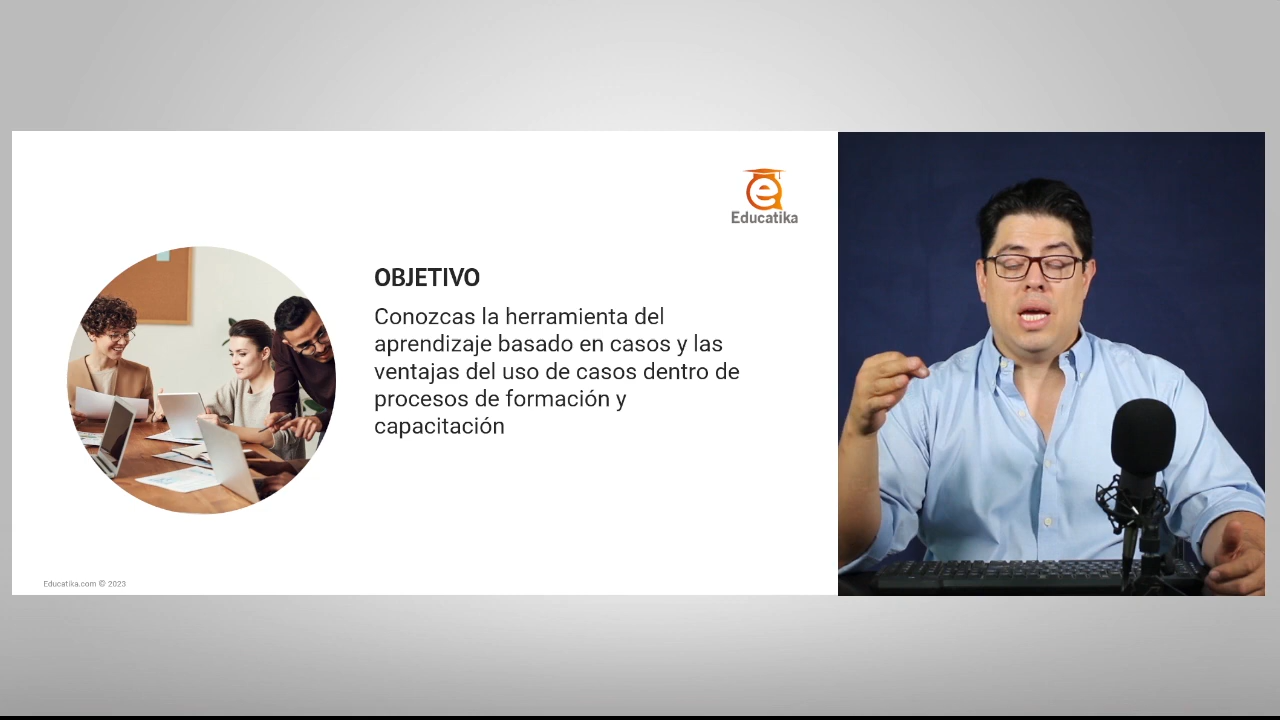 Educatika
OBJETIVO
Conozcas la herramienta del
aprendizaje basado en casos y las
ventajas del uso de casos dentro de
procesos de formación y
capacitación
Educatika.com © 2023